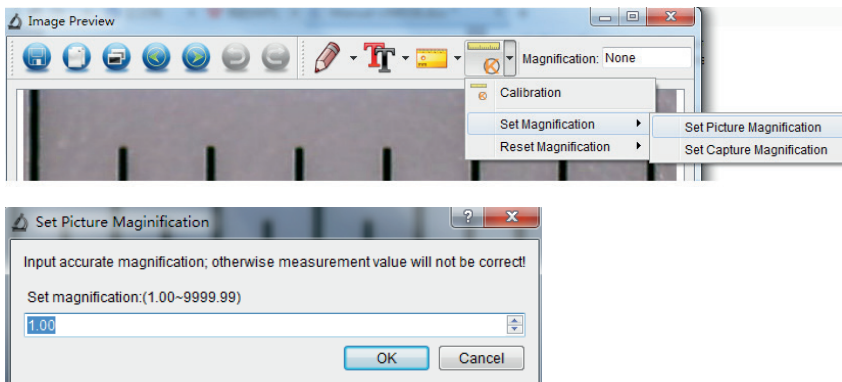 Image Preview
Magnification: None
Calibration
Set Magnification
Reset Magnification
Set Picture Magnification
Set Capture Magnification
Set Picture Maginification
Input accurate magnification; otherwise measurement value will not be correct!
Set magnification:(1.00~9999.99)
1.00
OK Cancel